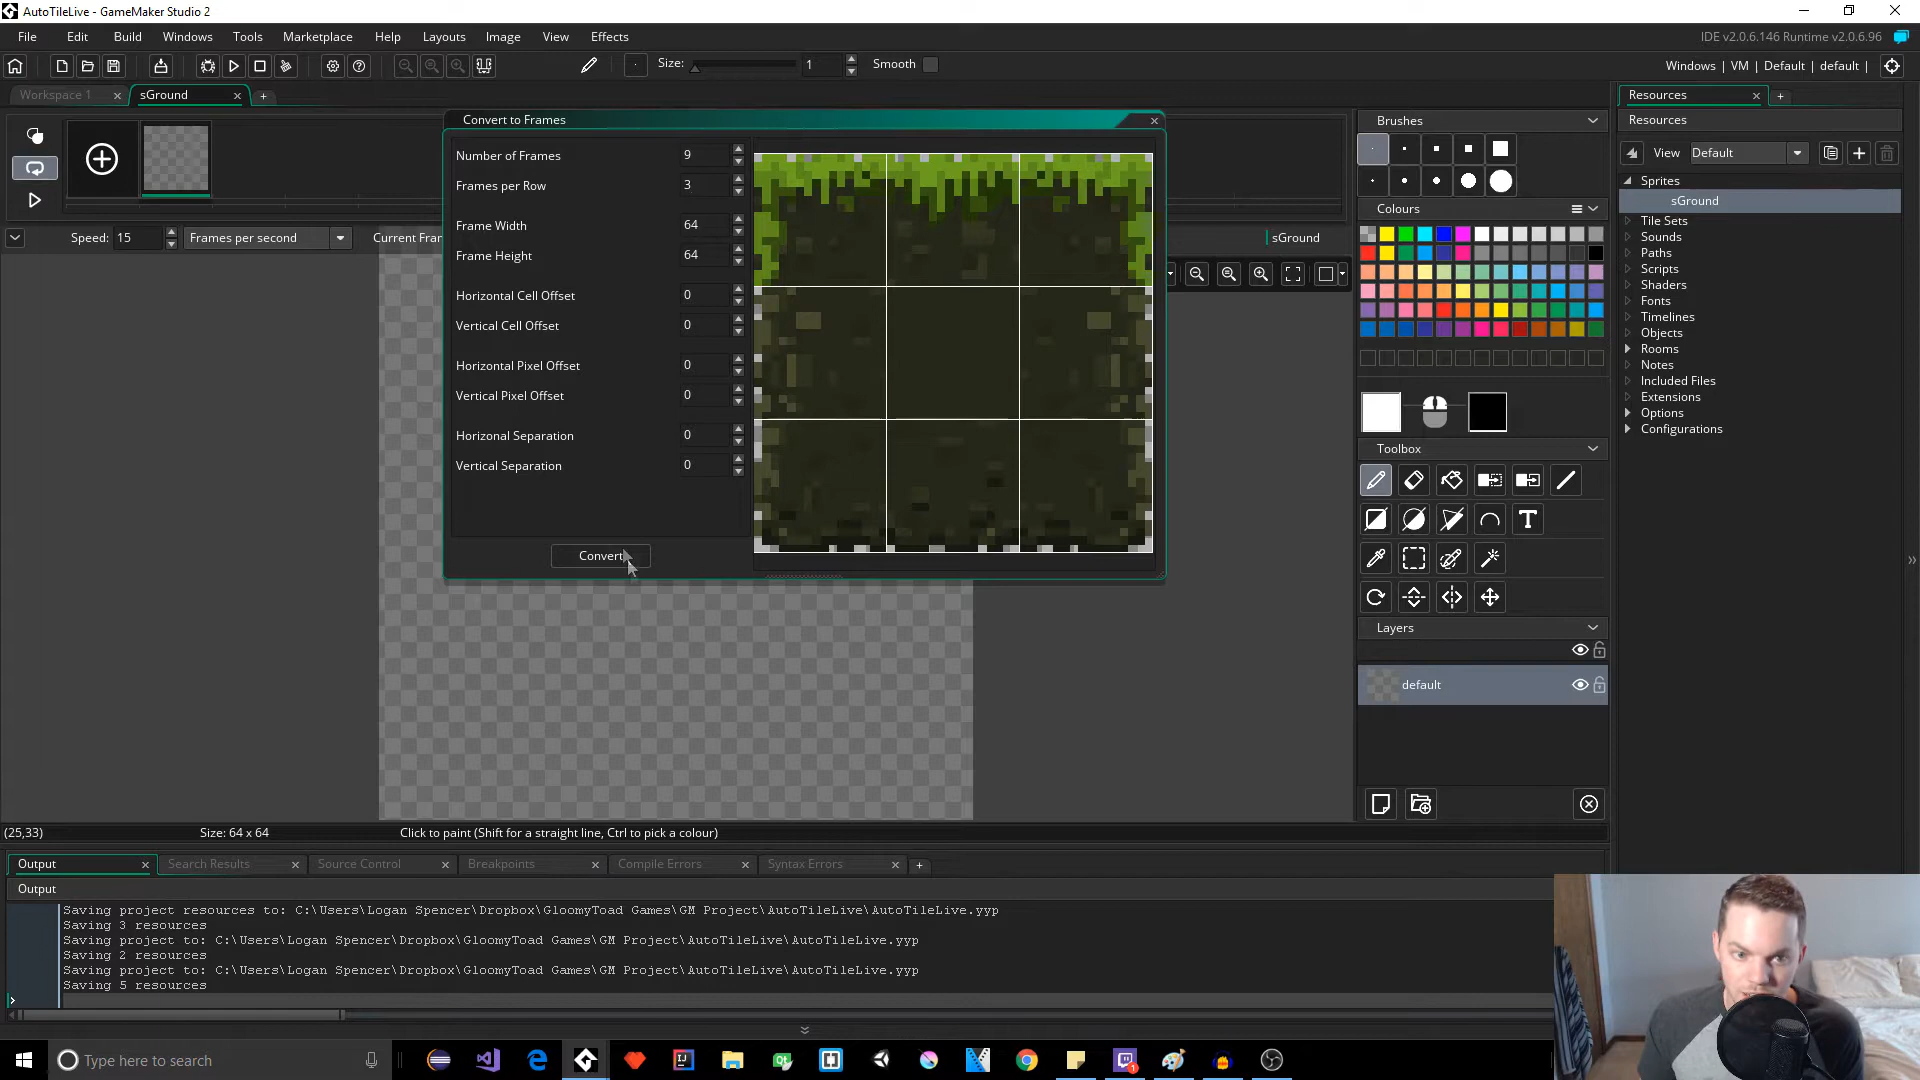 AutoTileLive - GameMaker Studio 2
File Edit Build Windows Tools Marketplace Help Layouts Image View Effects
IDE v2.0.6.146 Runtime v2.0.6.96
Size: 1 Smooth
Windows | VM | Default | default |
Workspace 1 sGround
Resources
Resources
View Default
Sprites
sGround
Tile Sets
Sounds
Paths
Scripts
Shaders
Fonts
Timelines
Objects
Rooms
Notes
Included Files
Extensions
Options
Configurations
Convert to Frames
Number of Frames 9
Frames per Row 3
Frame Width 64
Frame Height 64
Horizontal Cell Offset 0
Vertical Cell Offset 0
Horizontal Pixel Offset 0
Vertical Pixel Offset 0
Horizonal Separation 0
Vertical Separation 0
Convert
Speed: 15 Frames per second Current Fran
sGround
Brushes
Colours
Toolbox
T
Layers
default
(25,33) Size: 64 x 64 Click to paint (Shift for a straight line, Ctrl to pick a colour)
Output Search Results Source Control Breakpoints Compile Errors Syntax Errors
Output
Saving project resources to: C:\Users\Logan Spencer\Dropbox\GloomyToad Games\GM Project\AutoTileLive\AutoTileLive.yyp
Saving 3 resources
Saving project to: C:\Users\Logan Spencer\Dropbox\GloomyToad Games\GM Project\AutoTileLive\AutoTileLive.yyp
Saving 2 resources
Saving project to: C:\Users\Logan Spencer\Dropbox\GloomyToad Games\GM Project\AutoTileLive\AutoTileLive.yyp
Saving 5 resources
Type here to search